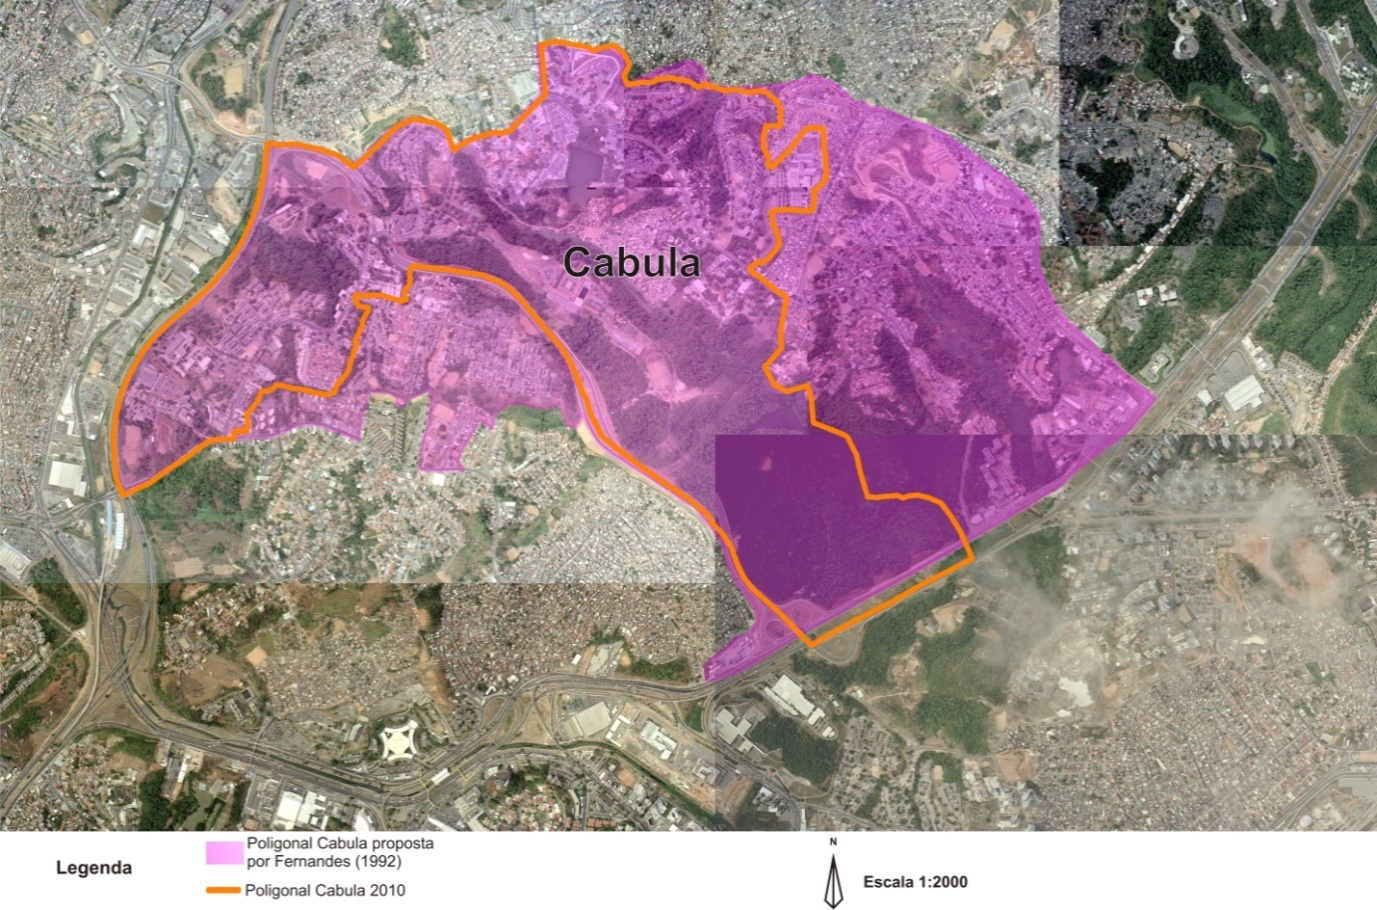 Cabula
Legenda
Poligonal Cabula proposta
por Fernandes (1992)
Poligonal Cabula 2010
N
Escala 1:2000